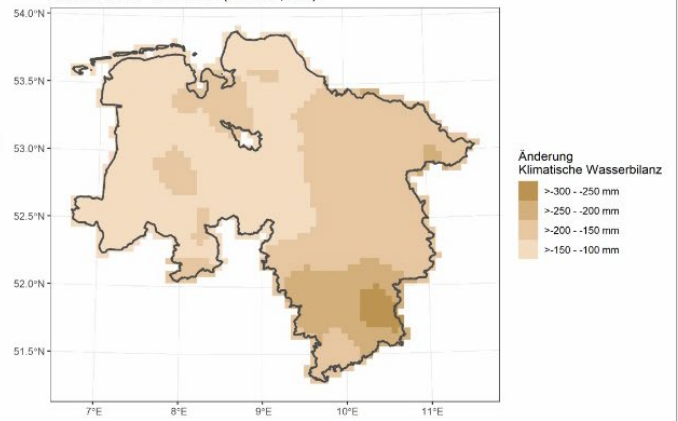 54.0°N
53.5°N
53.0°N
52.5°N
52.0°N
51.5°N
7°E 8°E 9°E 10°E 11°E
Änderung
Klimatische Wasserbilanz
>-300 - -250 mm
>-250 - -200 mm
>-200 - -150 mm
>-150 - -100 mm